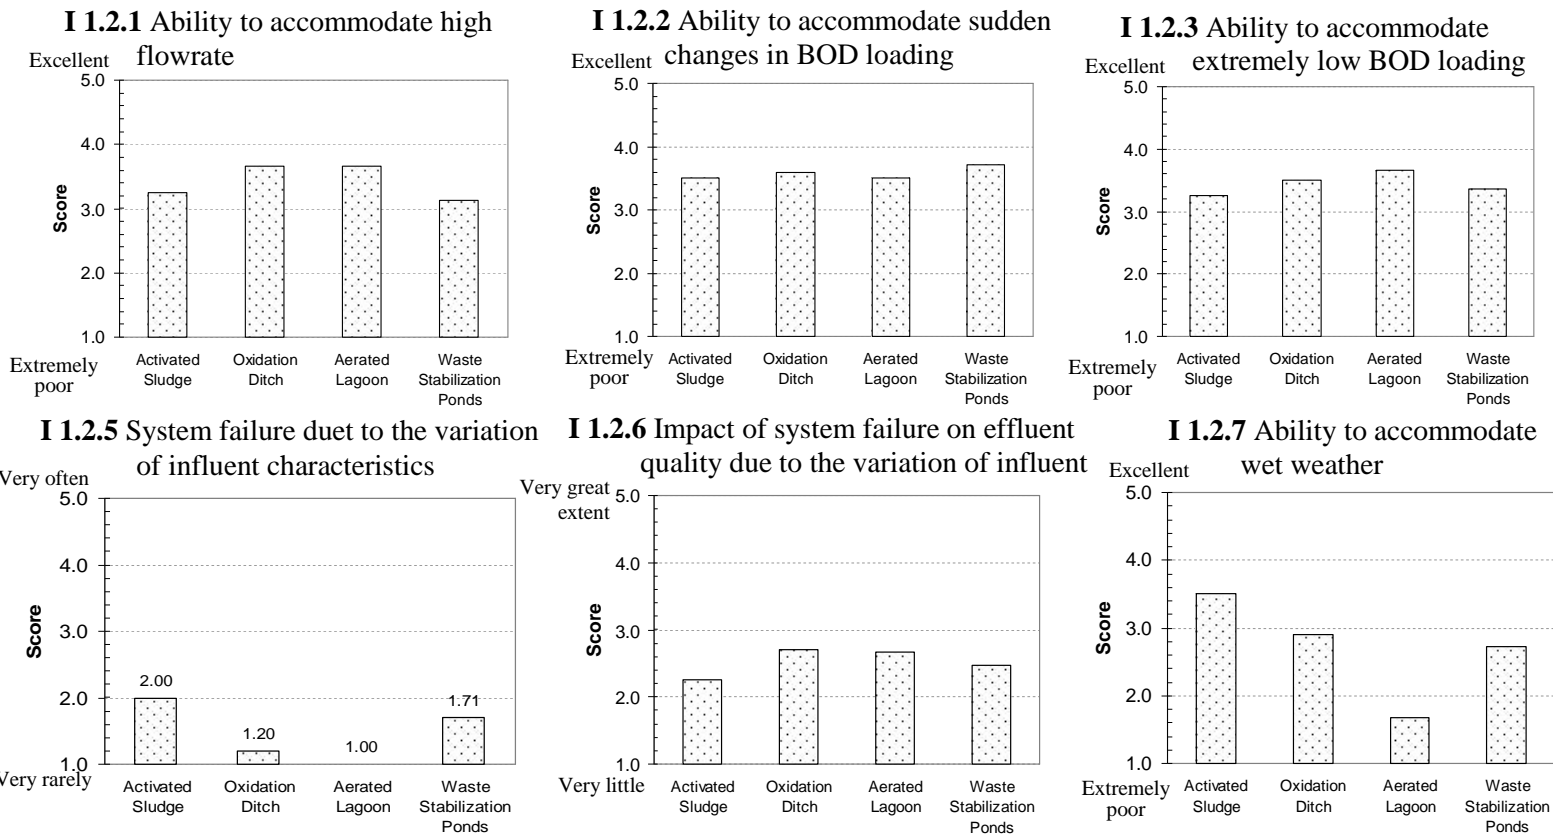 I 1.2.1 Ability to accommodate high
flowrate
Excellent
5.0
4.0
3.0
2.0
1.0
Score
Extremely
poor
Activated
Sludge
Oxidation
Ditch
Aerated
Lagoon
Waste
Stabilization
Ponds
I 1.2.2 Ability to accommodate sudden
changes in BOD loading
Excellent
5.0
4.0
3.0
2.0
1.0
Score
Extremely
poor
Activated
Sludge
Oxidation
Ditch
Aerated
Lagoon
Waste
Stabilization
Ponds
I 1.2.3 Ability to accommodate
extremely low BOD loading
Excellent
5.0
4.0
3.0
2.0
1.0
Score
Extremely
poor
Activated
Sludge
Oxidation
Ditch
Aerated
Lagoon
Waste
Stabilization
Ponds
I 1.2.5 System failure duet to the variation
of influent characteristics
Very often
5.0
4.0
3.0
2.0
1.0
Score
Very rarely
2.00
1.20
1.00
1.71
Activated
Sludge
Oxidation
Ditch
Aerated
Lagoon
Waste
Stabilization
Ponds
I 1.2.6 Impact of system failure on effluent
quality due to the variation of influent
Very great
extent
5.0
4.0
3.0
2.0
1.0
Score
Very little
Activated
Sludge
Oxidation
Ditch
Aerated
Lagoon
Waste
Stabilization
Ponds
I 1.2.7 Ability to accommodate
wet weather
Excellent
5.0
4.0
3.0
2.0
1.0
Score
Extremely
poor
Activated
Sludge
Oxidation
Ditch
Aerated
Lagoon
Waste
Stabilization
Ponds